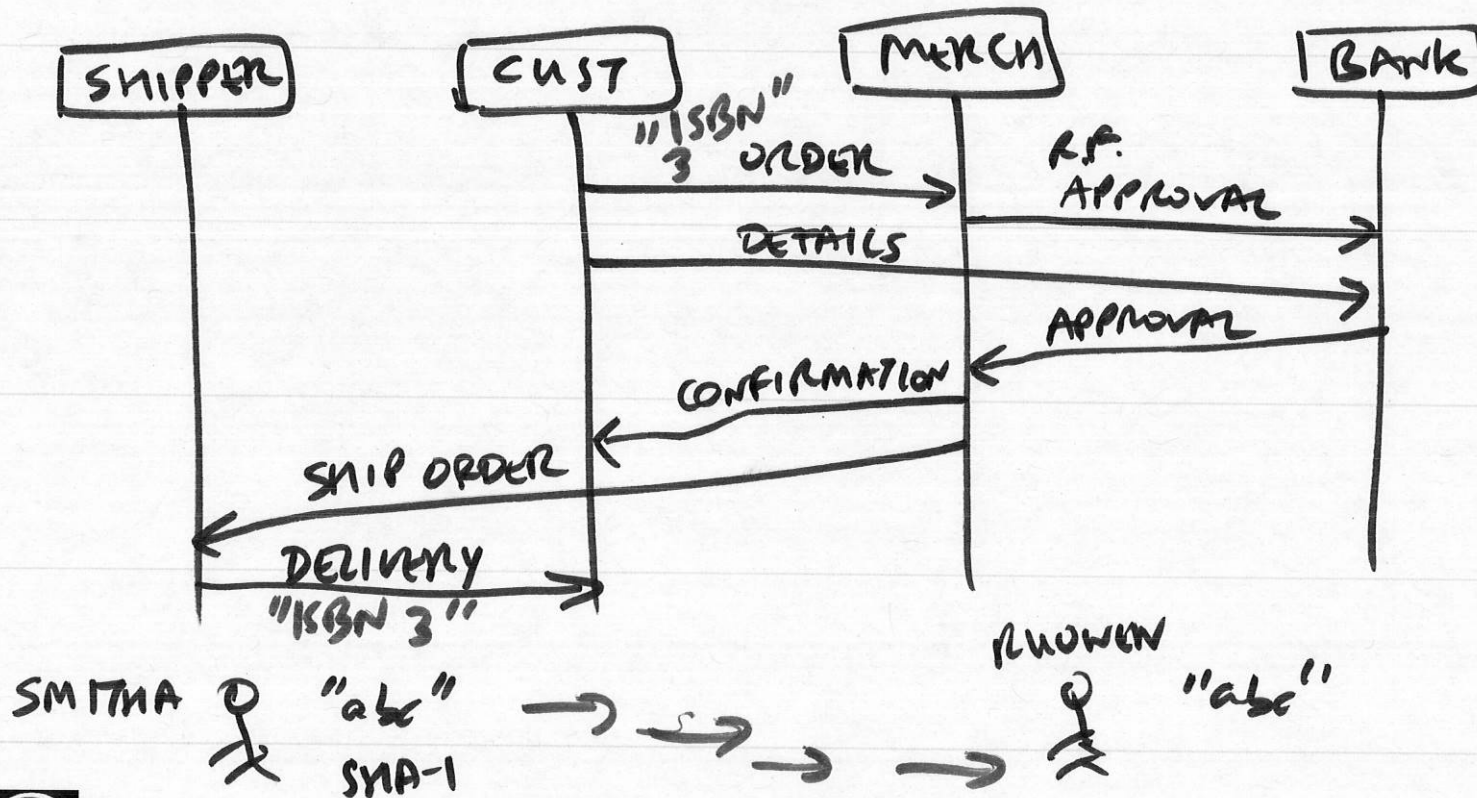 SHIPPER
CUST
MERCH
BANK
"ISBN"
3
ORDER
R.F.
APPROVAL
DETAILS
APPROVAL
CONFIRMATION
SHIP ORDER
DELIVERY
"ISBN 3"
SMITHA "abc"
SHA-1
RHOWEN "abc"